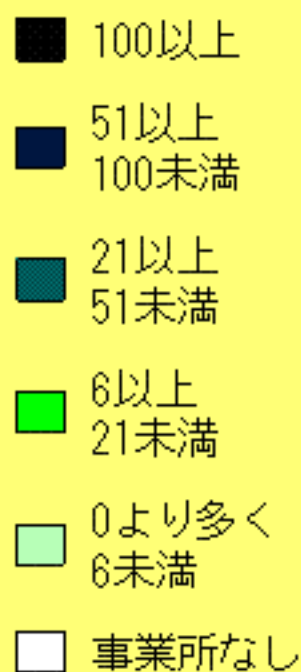 100以上
51以上
100未満
21以上
51未満
6以上
21未満
0より多く
6未満
事業所なし